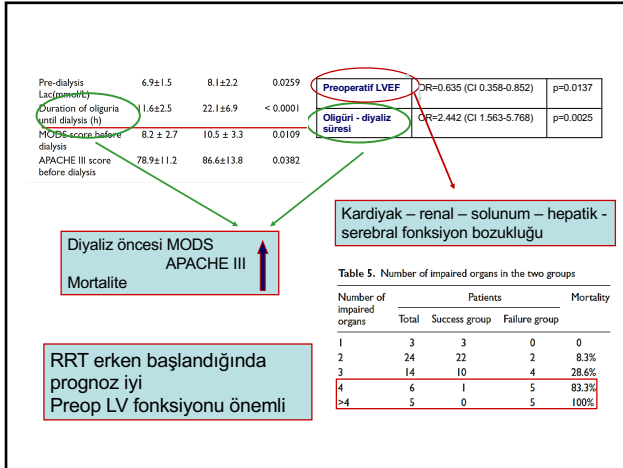 Pre-dialysis Lac(mmol/L) 6.9±1.5 8.1±2.2 0.0259
Duration of oliguria until dialysis (h) 11.6±2.5 22.1±6.9 < 0.0001
MODS score before dialysis 8.2 ± 2.7 10.5 ± 3.3 0.0109
APACHE III score before dialysis 78.9±11.2 86.6±13.8 0.0382
Preoperatif LVEF OR=0.635 (CI 0.358-0.852) p=0.0137
Oligüri - diyaliz süresi OR=2.442 (CI 1.563-5.768) p=0.0025
Diyaliz öncesi MODS
APACHE III
Mortalite
Kardiyak – renal – solunum – hepatik -
serebral fonksiyon bozukluğu
Table 5. Number of impaired organs in the two groups
Number of impaired organs Patients Mortality
Total Success group Failure group
1 3 3 0 0
2 24 22 2 8.3%
3 14 10 4 28.6%
4 6 1 5 83.3%
>4 5 0 5 100%
RRT erken başlandığında
prognoz iyi
Preop LV fonksiyonu önemli